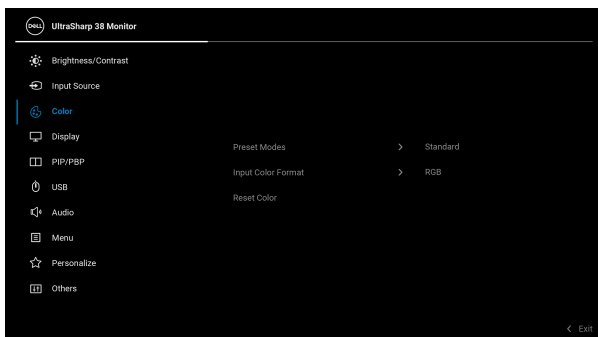 DELL UltraSharp 38 Monitor
Brightness/Contrast
Input Source
Color
Display
Preset Modes > Standard
PIP/PBP
Input Color Format > RGB
USB
Reset Color
Audio
Menu
Personalize
Others
< Exit